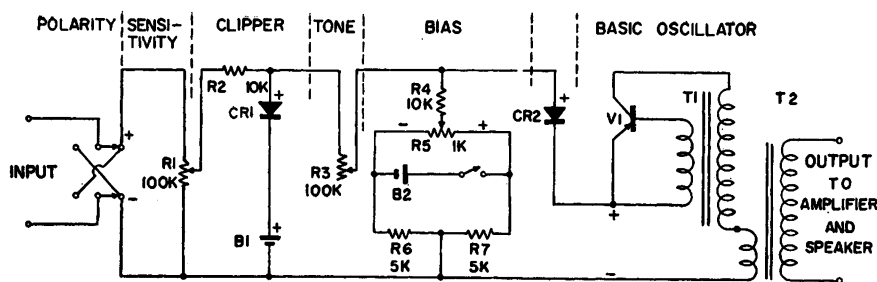 POLARITY
SENSI-
TIVITY
CLIPPER
TONE
BIAS
BASIC OSCILLATOR
INPUT
+
-
R1
100K
R2
10K
+
CR1
+
B1
R3
100K
R4
10K
-
+
R5
1K
B2
R6
5K
R7
5K
+
CR2
V1
+
-
T1
T2
OUTPUT
TO
AMPLIFIER
AND
SPEAKER